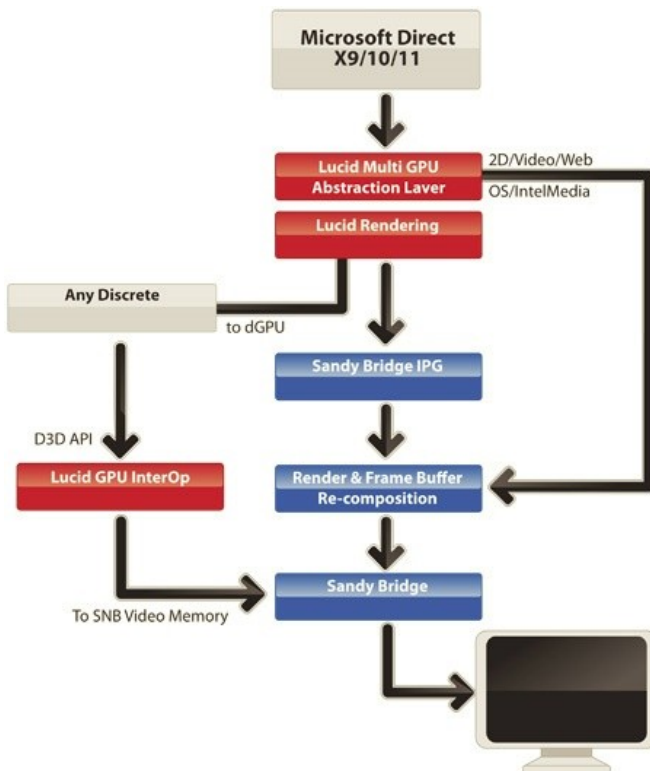 Microsoft Direct
X9/10/11
Lucid Multi GPU
Abstraction Laver
2D/Video/Web
OS/IntelMedia
Lucid Rendering
Any Discrete
to dGPU
Sandy Bridge IPG
D3D API
Lucid GPU InterOp
Render & Frame Buffer
Re-composition
Sandy Bridge
To SNB Video Memory